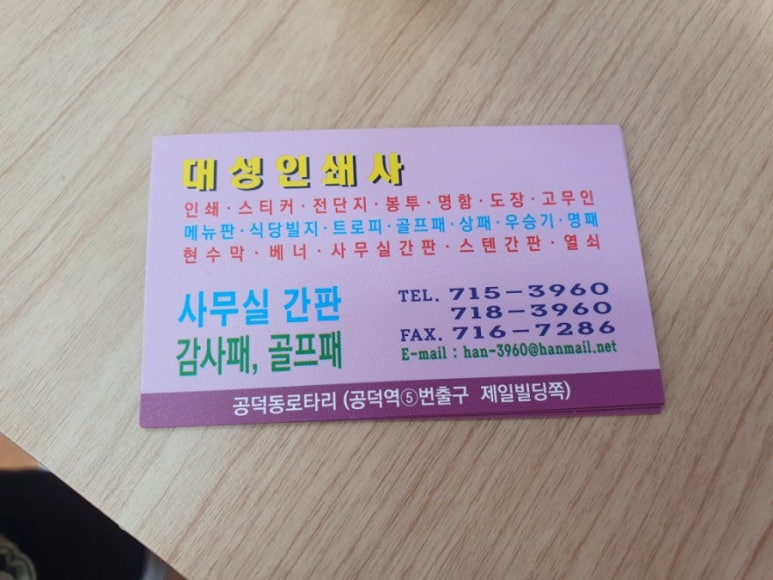 대성인쇄사
인쇄·스티커·전단지·봉투·명함·도장·고무인
메뉴판·식당빌지·트로피·골프패·상패·우승기·명패
현수막·베너·사무실간판·스텐간판·열쇠
사무실 간판
감사패, 골프패
TEL. 715-3960
718-3960
FAX. 716-7286
E-mail : han-3960@hanmail.net
공덕동로타리 (공덕역⑤번출구 제일빌딩쪽)